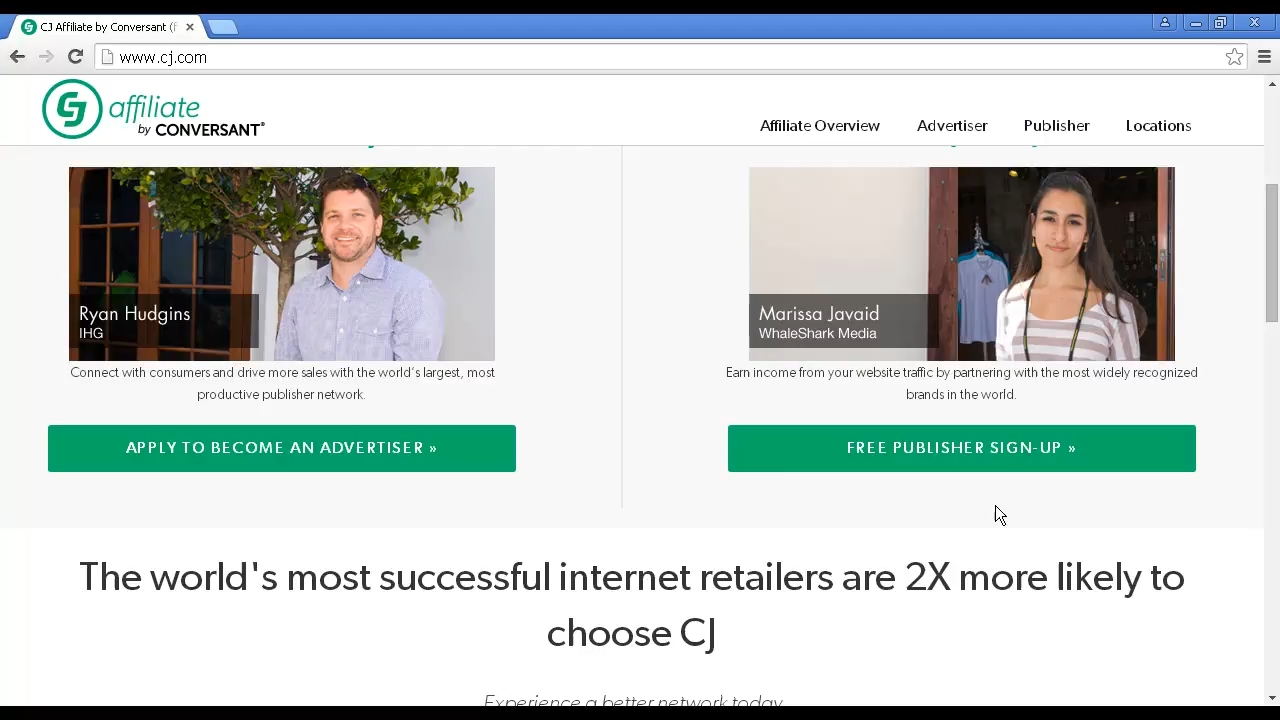 CJ Affiliate by Conversant (f
www.cj.com
affiliate
by CONVERSANT®
Affiliate Overview
Advertiser
Publisher
Locations
Ryan Hudgins
IHG
Connect with consumers and drive more sales with the world's largest, most
productive publisher network.
APPLY TO BECOME AN ADVERTISER »
Marissa Javaid
WhaleShark Media
Earn income from your website traffic by partnering with the most widely recognized
brands in the world.
FREE PUBLISHER SIGN-UP »
The world's most successful internet retailers are 2X more likely to
choose CJ
Experience a better network today